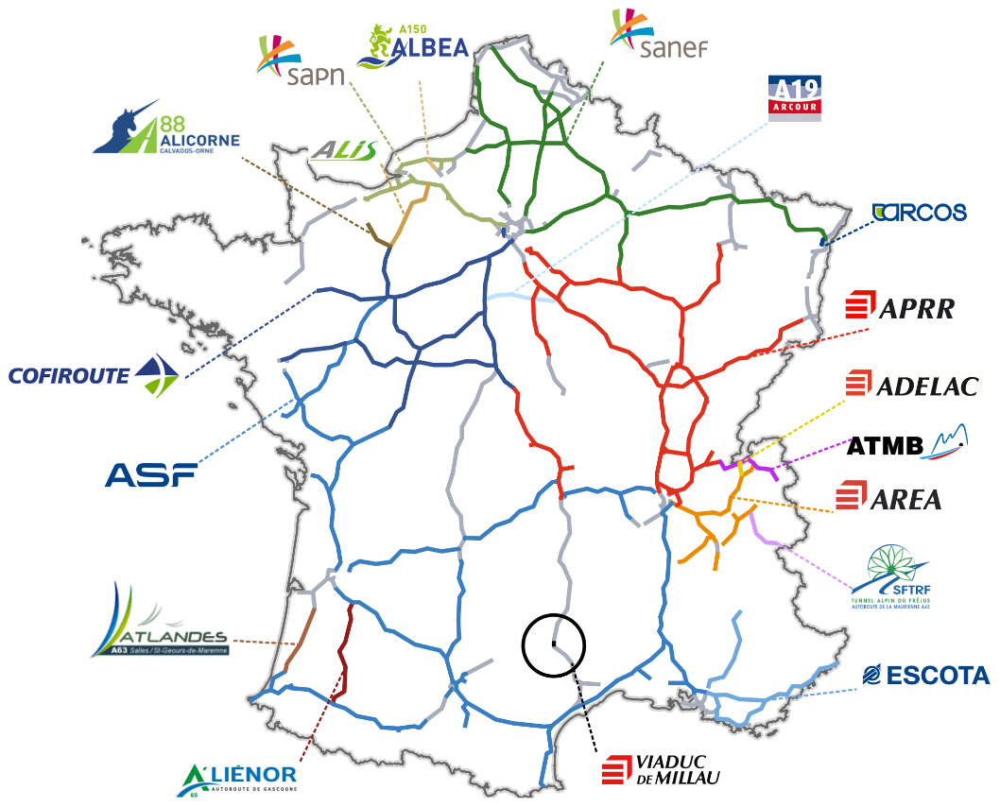 sapn
A150
ALBEA
sanef
A19
ARCOUR
88
ALICORNE
CALVADOS-ORNE
ALiS
ARCOS
APRR
COFIROUTE
ADELAC
ATMB
ASF
AREA
SFTRF
TUNNEL ALPIN DU FRÉJUS
AUTOROUTE DE LA MAURIENNE A43
ATLANDES
A63 Salles / St-Geours-de-Maremne
ESCOTA
A'LIÉNOR
AUTOROUTE DE GASCOGNE
65
VIADUC
DE MILLAU